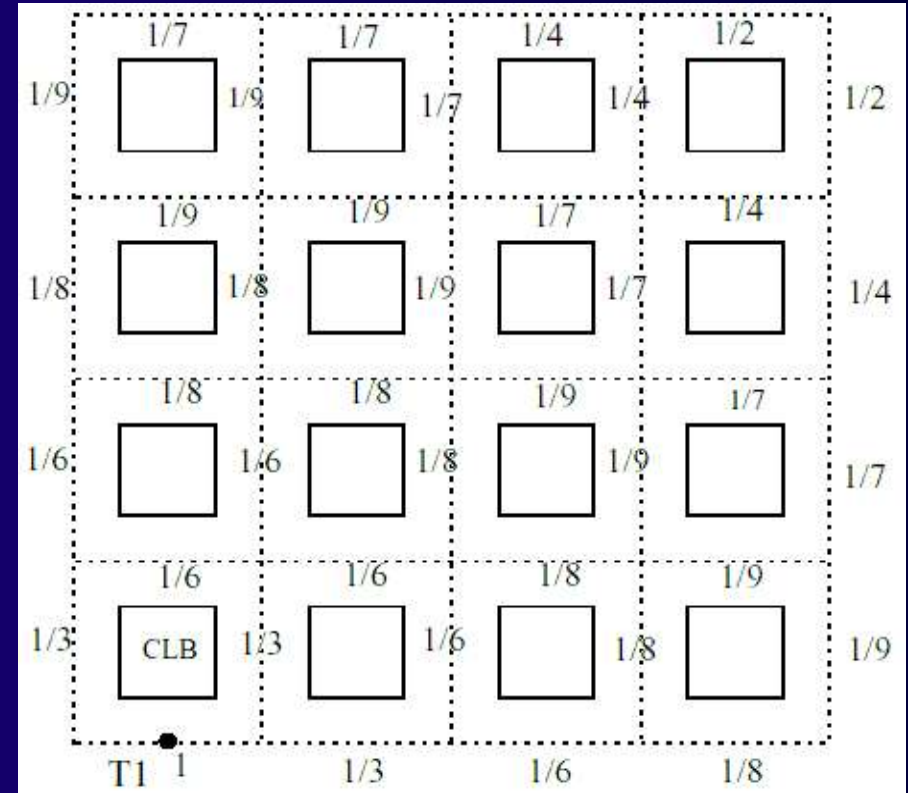 1/7 1/7 1/4 1/2
1/9 1/9 1/7 1/4 1/2
1/9 1/9 1/7 1/4
1/8 1/8 1/9 1/7 1/4
1/8 1/8 1/9 1/7
1/6 1/6 1/8 1/9 1/7
1/6 1/6 1/8 1/9
1/3 CLB 1/3 1/6 1/8 1/9
T1 1 1/3 1/6 1/8